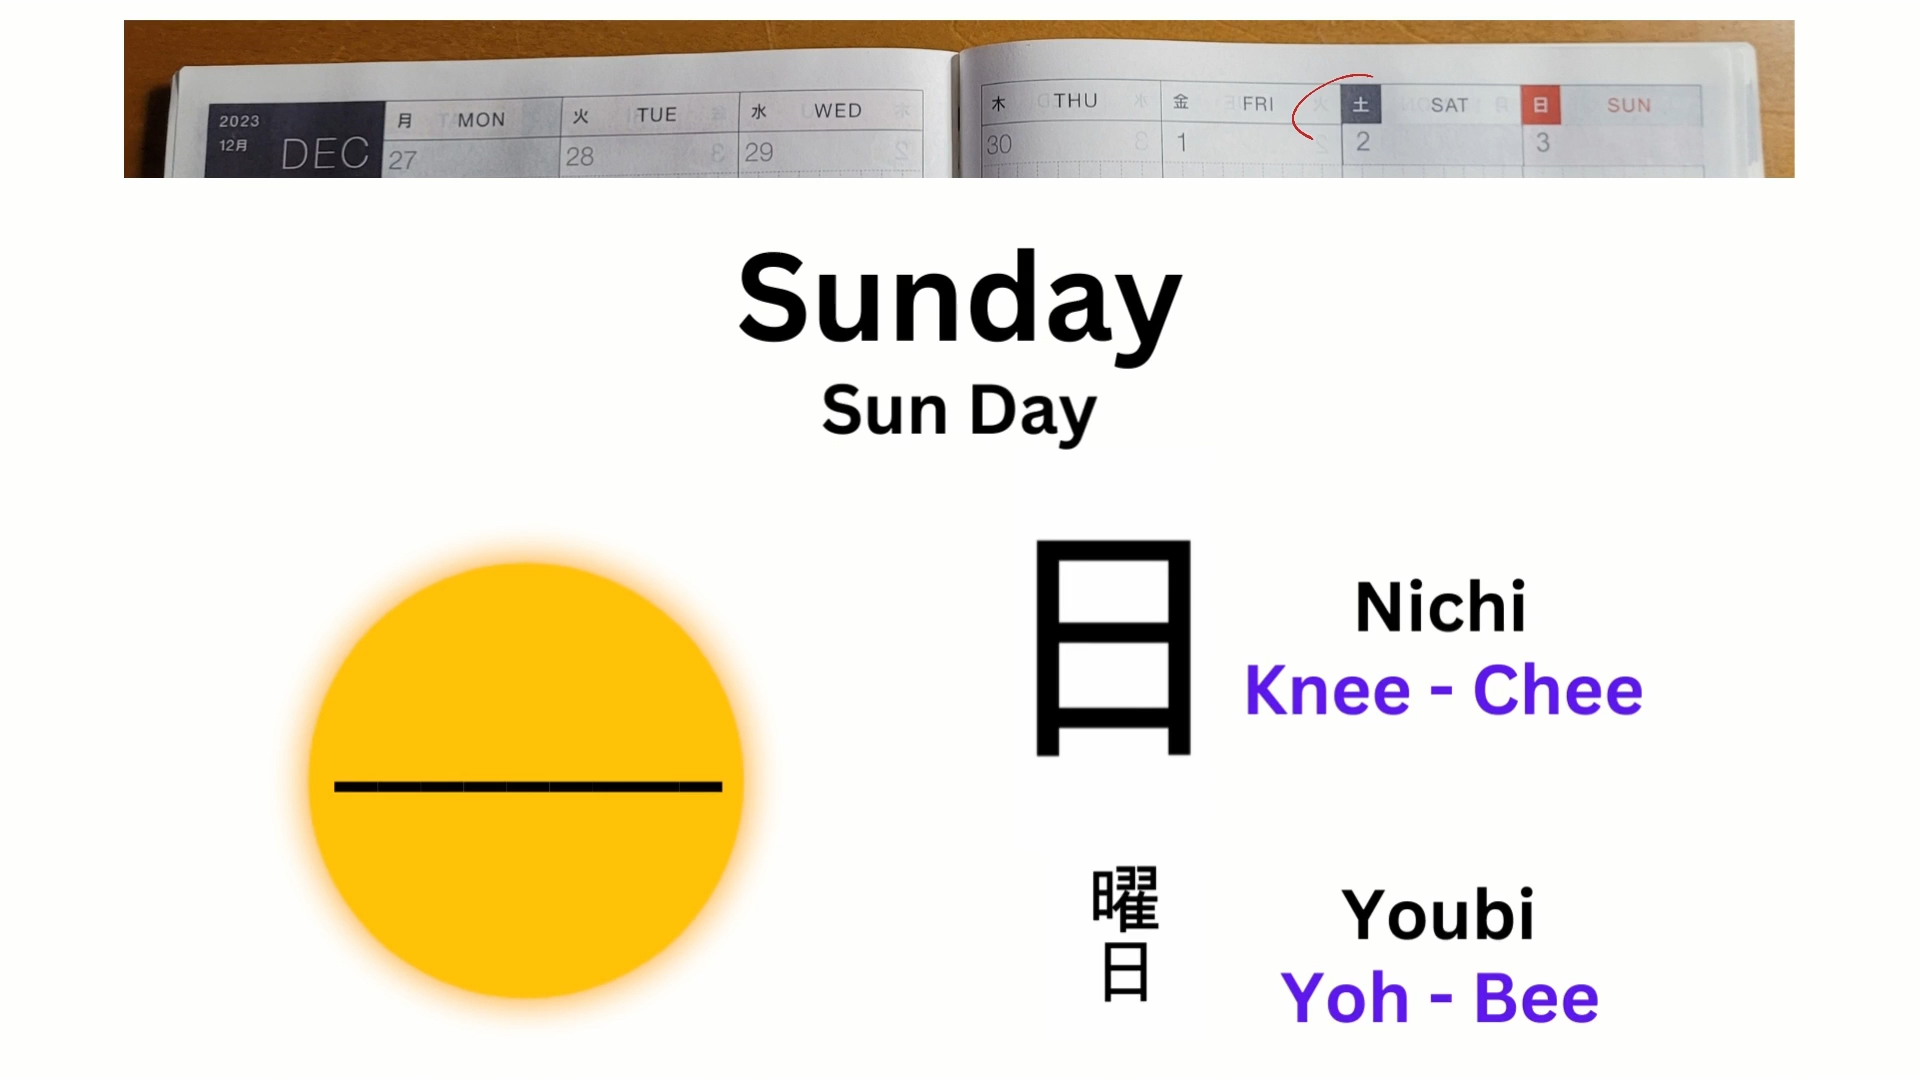 2023
12月
DEC
月 MON
火 TUE
水 WED
木 THU
金 FRI
土 SAT
日 SUN
27
28
29
30
1
2
3
Sunday
Sun Day
日
Nichi
Knee - Chee
曜
日
Youbi
Yoh - Bee